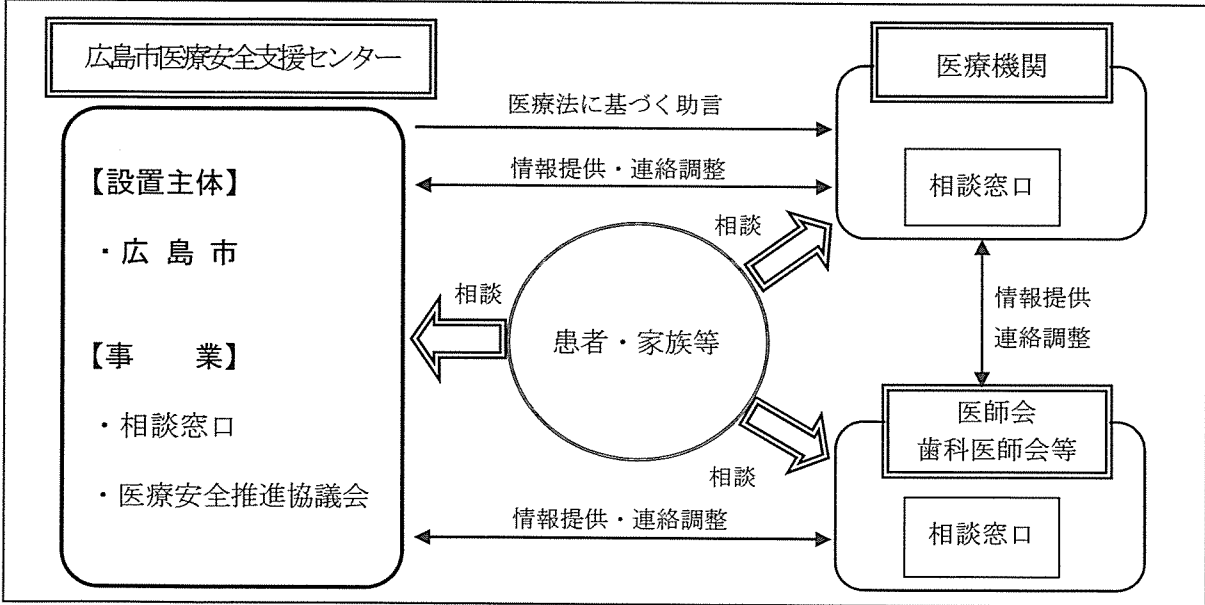 広島市医療安全支援センター
【設置主体】
・広 島 市
【事　　業】
・相談窓口
・医療安全推進協議会
医療法に基づく助言
情報提供・連絡調整
相談
患者・家族等
相談
相談
情報提供・連絡調整
医療機関
相談窓口
情報提供
連絡調整
医師会
歯科医師会等
相談窓口